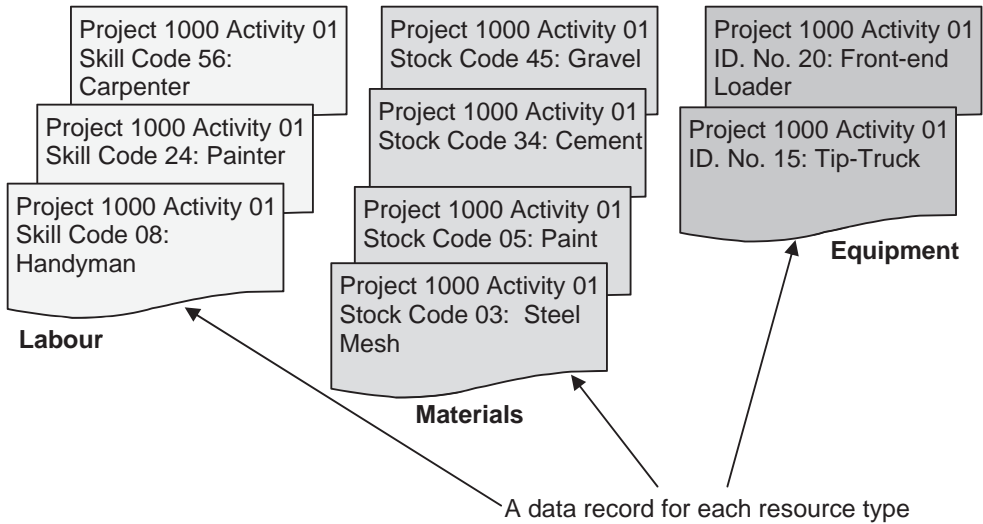 Project 1000 Activity 01
Skill Code 56:
Carpenter
Project 1000 Activity 01
Skill Code 24: Painter
Project 1000 Activity 01
Skill Code 08:
Handyman
Labour
Project 1000 Activity 01
Stock Code 45: Gravel
Project 1000 Activity 01
Stock Code 34: Cement
Project 1000 Activity 01
Stock Code 05: Paint
Project 1000 Activity 01
Stock Code 03: Steel
Mesh
Materials
Project 1000 Activity 01
ID. No. 20: Front-end
Loader
Project 1000 Activity 01
ID. No. 15: Tip-Truck
Equipment
A data record for each resource type